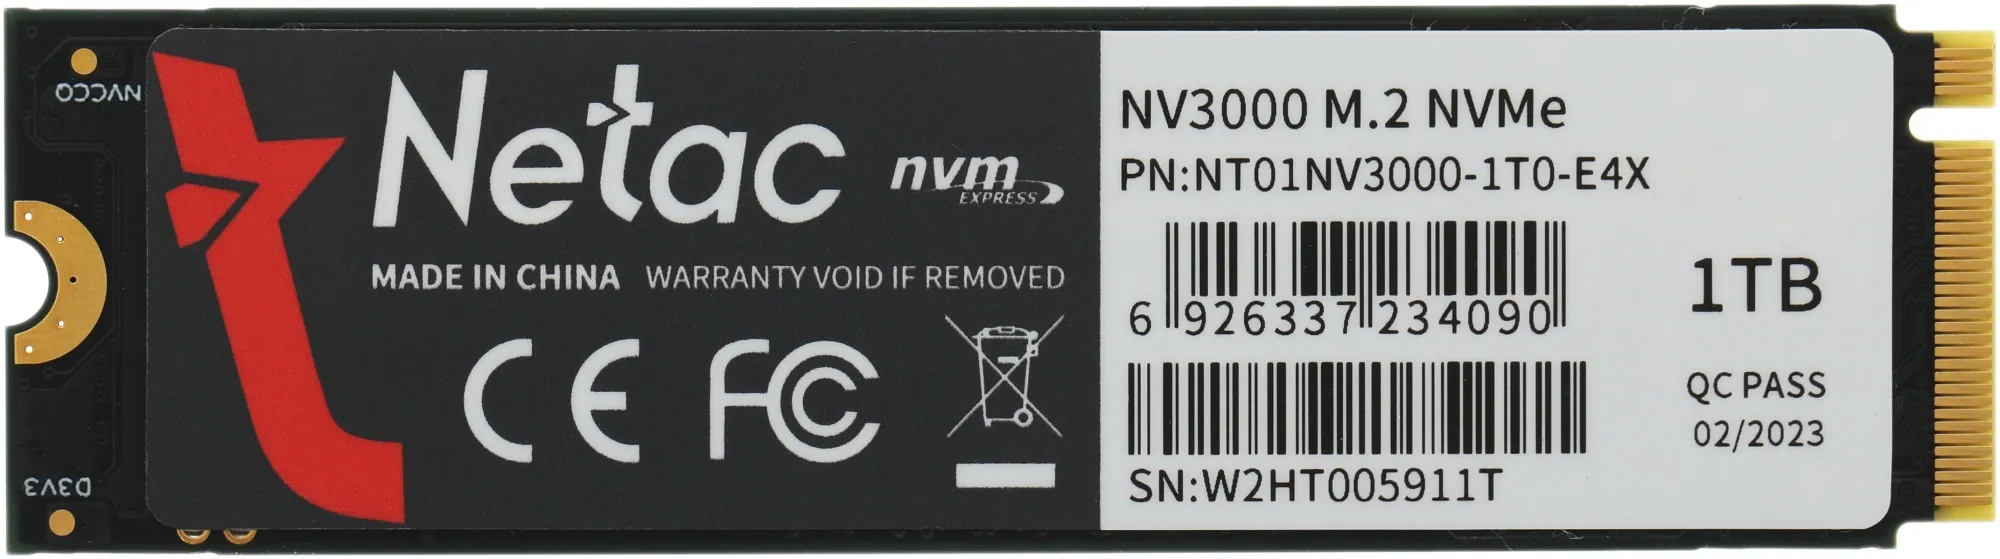 NVCCQ
D3V3
Netac
nvm
EXPRESS
MADE IN CHINA WARRANTY VOID IF REMOVED
CE FC
NV3000 M.2 NVMe
PN:NT01NV3000-1T0-E4X
6 926337 234090
SN:W2HT005911T
1TB
QC PASS
02/2023